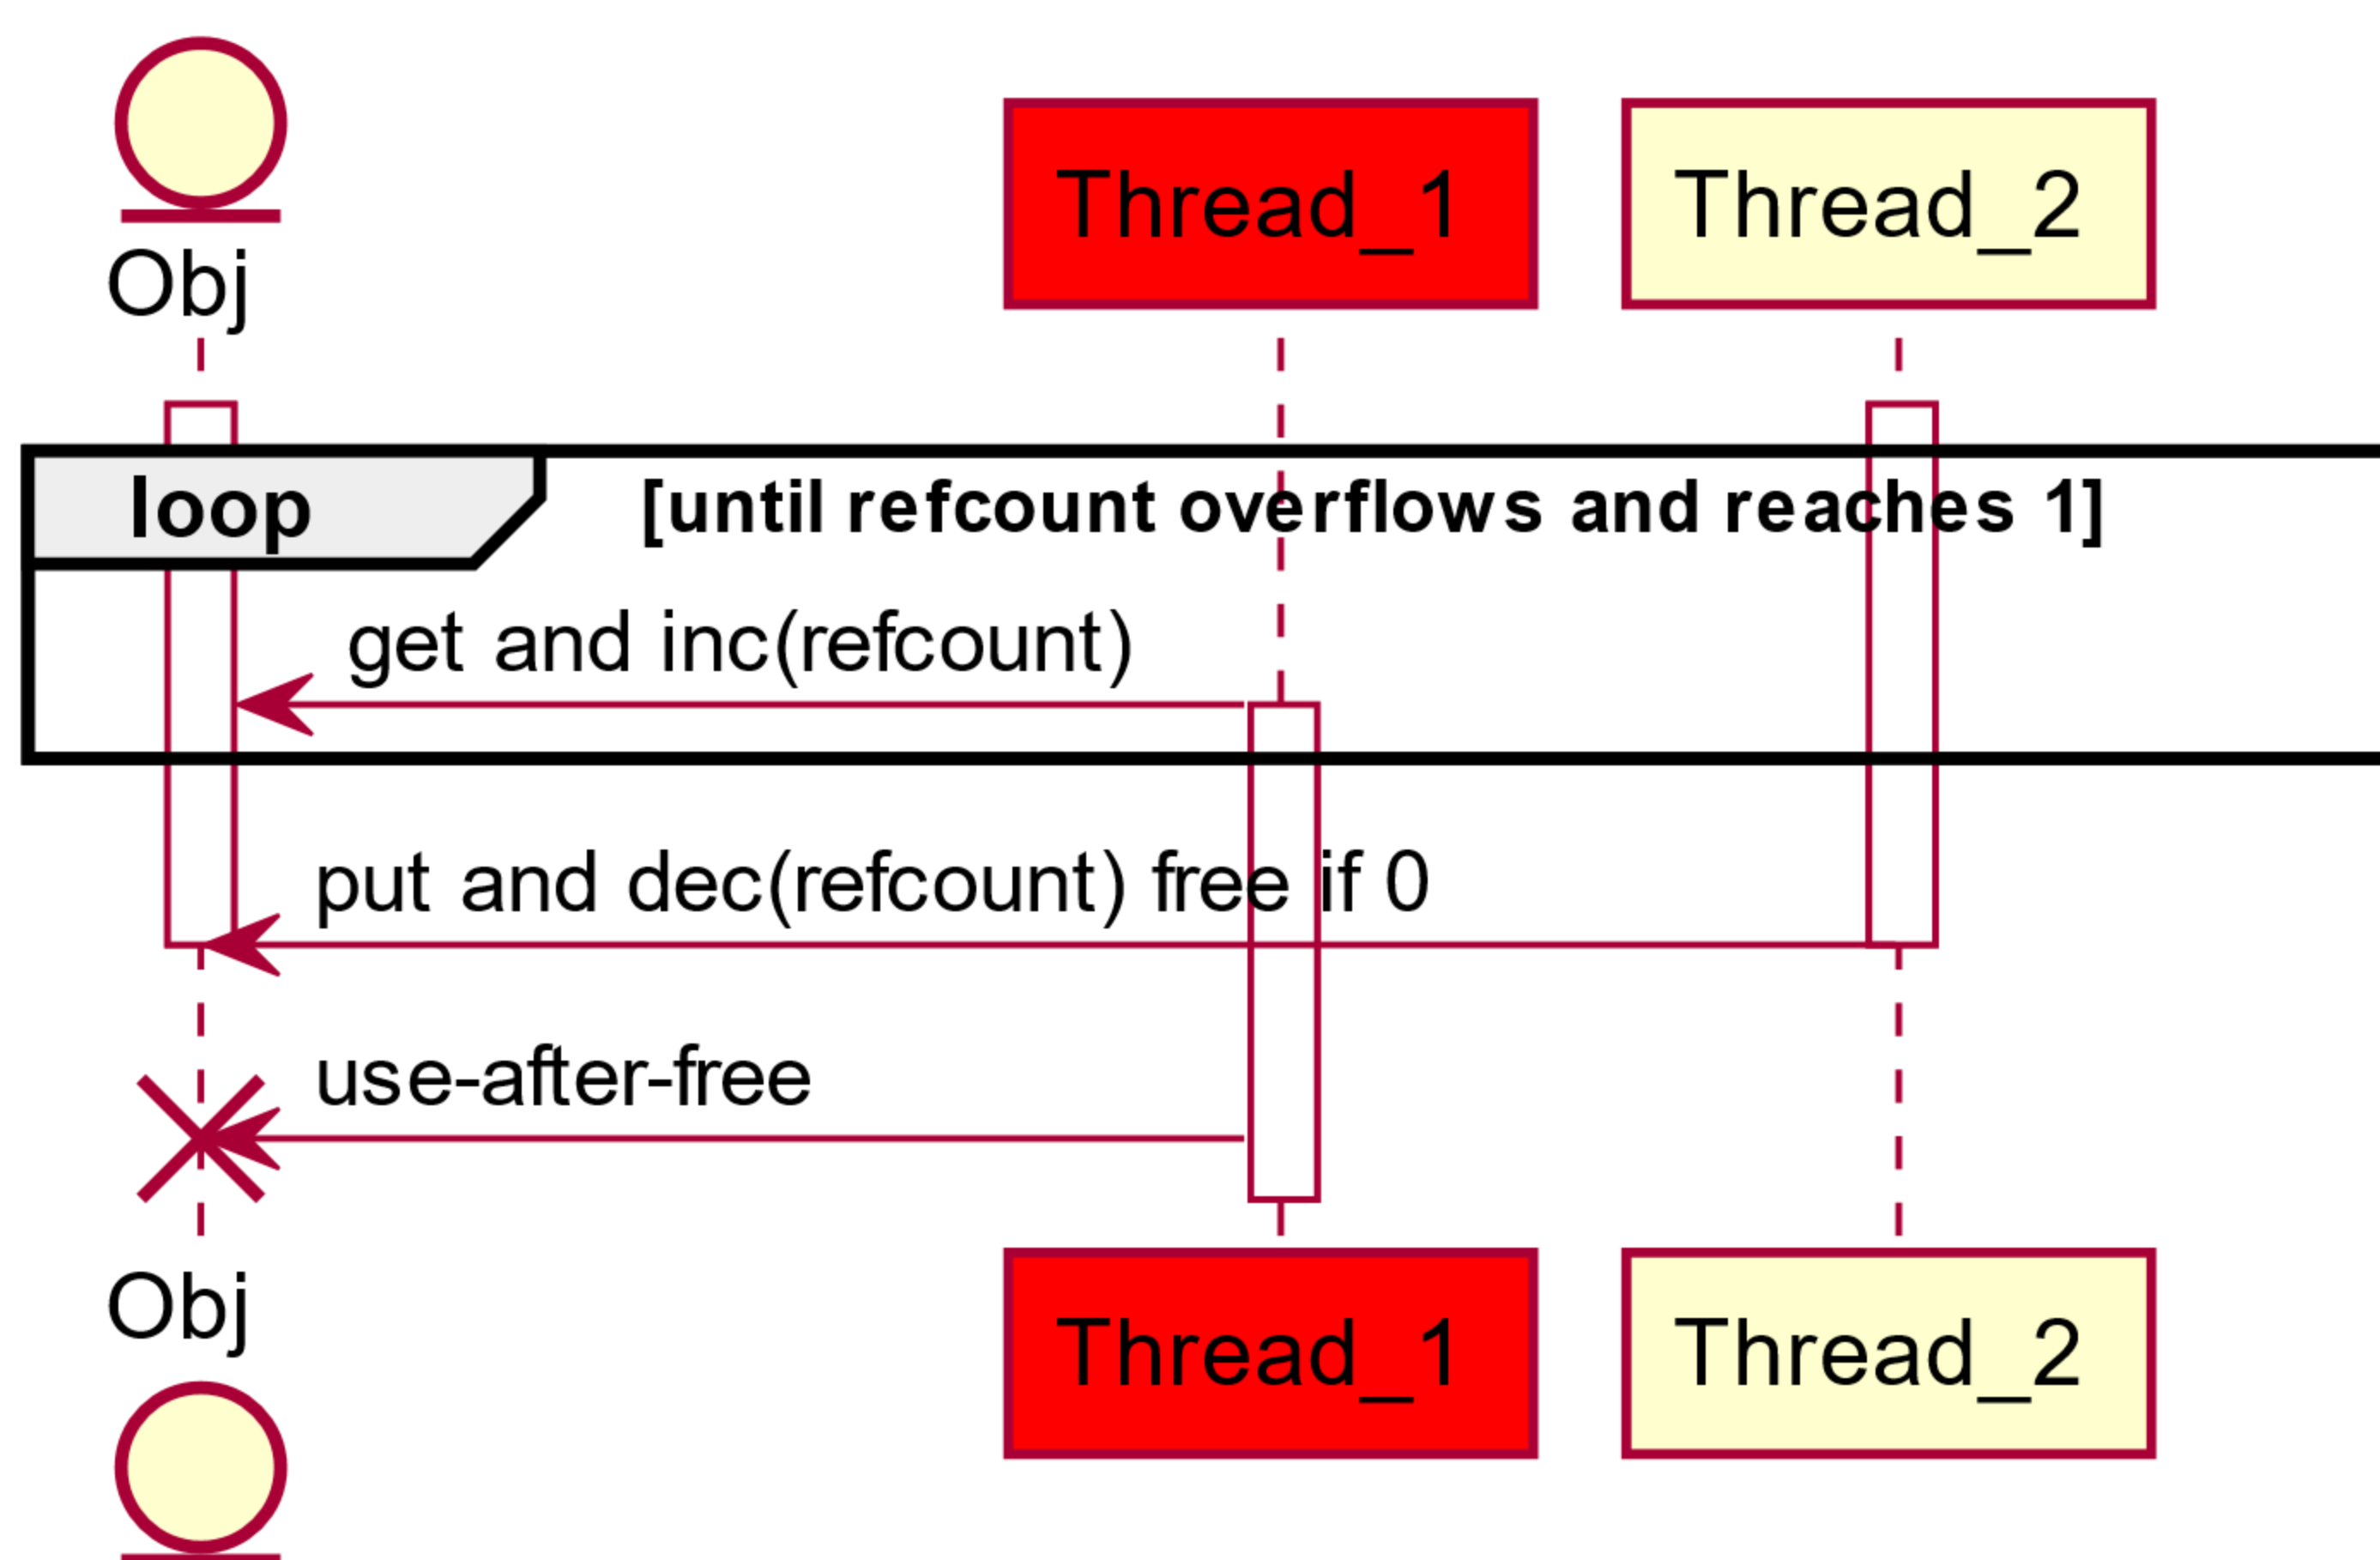 Obj
Thread_1
Thread_2
loop
[until refcount overflows and reaches 1]
get and inc(refcount)
put and dec(refcount) free if 0
use-after-free
Obj
Thread_1
Thread_2